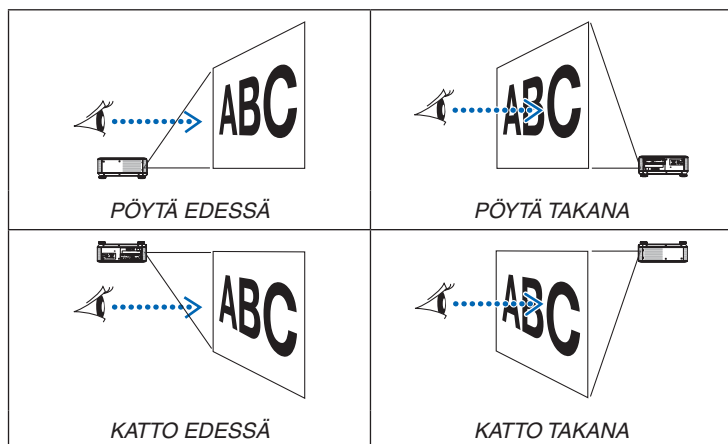 ABC
ABC
PÖYTÄ EDESSÄ
PÖYTÄ TAKANA
ABC
ABC
KATTO EDESSÄ
KATTO TAKANA